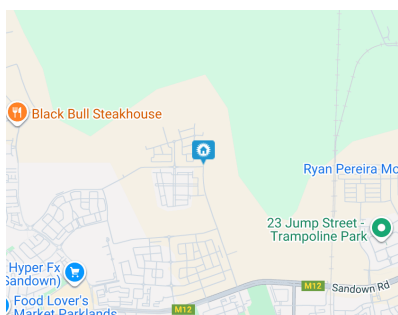 Black Bull Steakhouse
Ryan Pereira Mo
23 Jump Street -
Trampoline Park
Hyper Fx
Sandown)
M12
Sandown Rd
Food Lover's
Market Parklands
M12